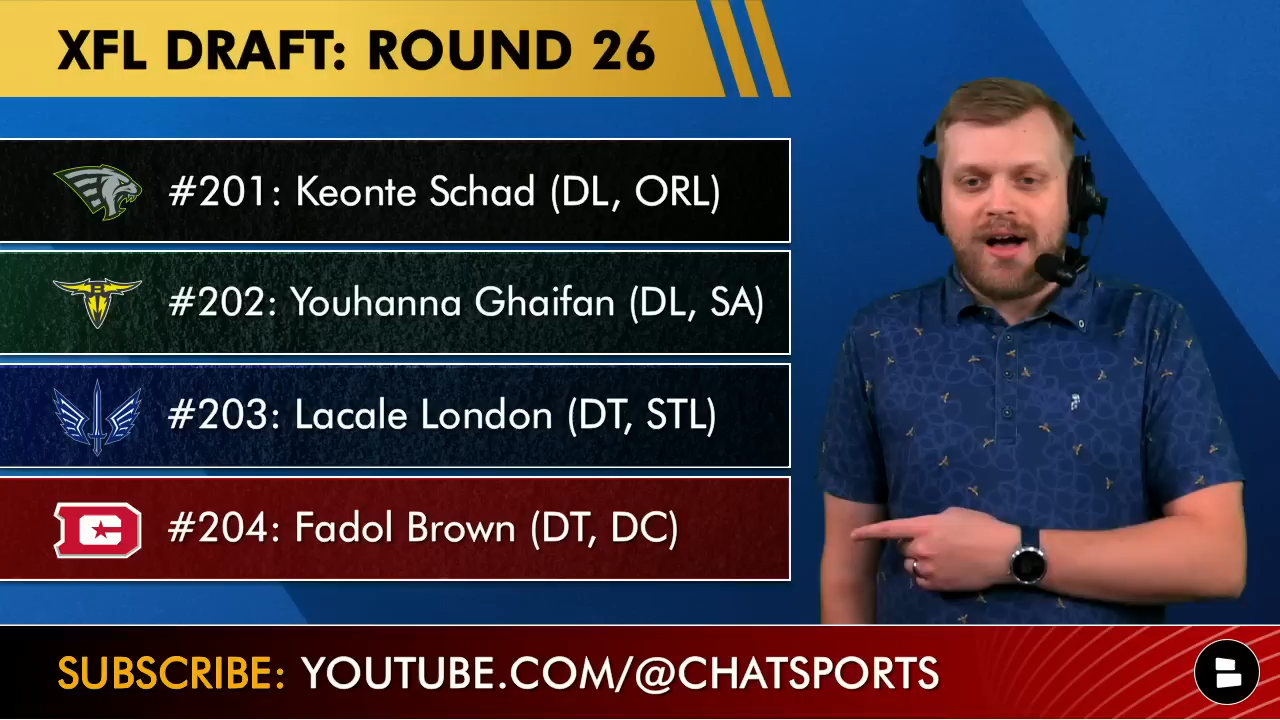 XFL DRAFT: ROUND 26
#201: Keonte Schad (DL, ORL)
#202: Youhanna Ghaifan (DL, SA)
#203: Lacale London (DT, STL)
#204: Fadol Brown (DT, DC)
SUBSCRIBE: YOUTUBE.COM/@CHATSPORTS